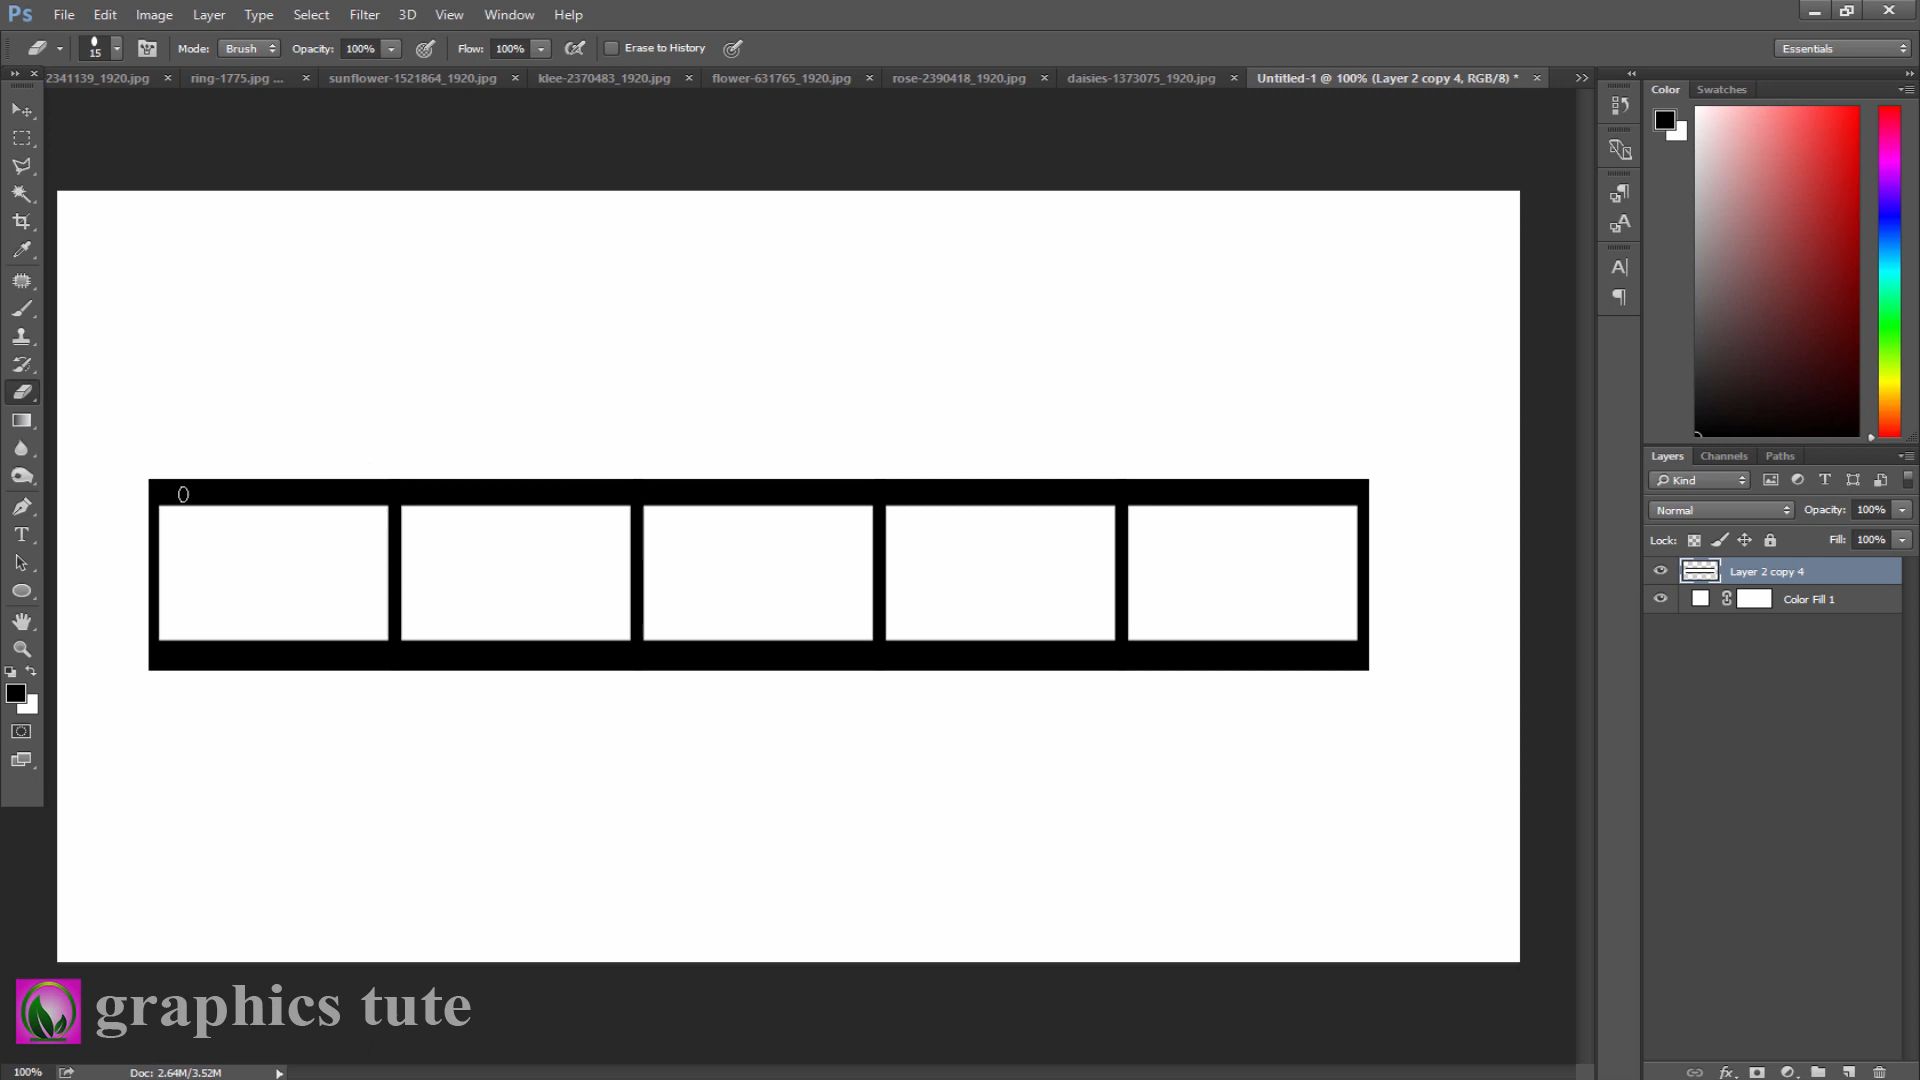 Ps File Edit Image Layer Type Select Filter 3D View Window Help
15 Mode: Brush Opacity: 100% Flow: 100% Erase to History Essentials
2341139_1920.jpg ring-1775.jpg ... sunflower-1521864_1920.jpg klee-2370483_1920.jpg flower-631765_1920.jpg rose-2390418_1920.jpg daisies-1373075_1920.jpg Untitled-1 @ 100% (Layer 2 copy 4, RGB/8) *
Color Swatches
Layers Channels Paths
Kind
Normal Opacity: 100%
Lock: Fill: 100%
Layer 2 copy 4
Color Fill 1
graphics tute
100% Doc: 2.64M/3.52M